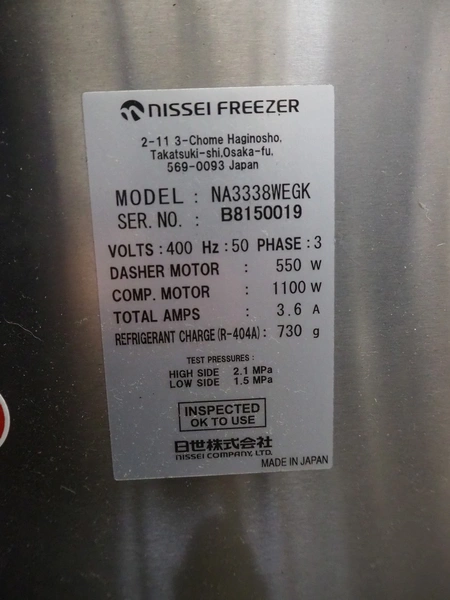 NISSEI FREEZER
2-11 3-Chome Haginosho,
Takatsuki-shi,Osaka-fu,
569-0093 Japan
MODEL : NA3338WEGK
SER. NO. : B8150019
VOLTS : 400 Hz : 50 PHASE : 3
DASHER MOTOR : 550 W
COMP. MOTOR : 1100 W
TOTAL AMPS : 3.6 A
REFRIGERANT CHARGE (R-404A) : 730 g
TEST PRESSURES :
HIGH SIDE 2.1 MPa
LOW SIDE 1.5 MPa
INSPECTED
OK TO USE
日世株式会社
NISSEI COMPANY, LTD.
MADE IN JAPAN